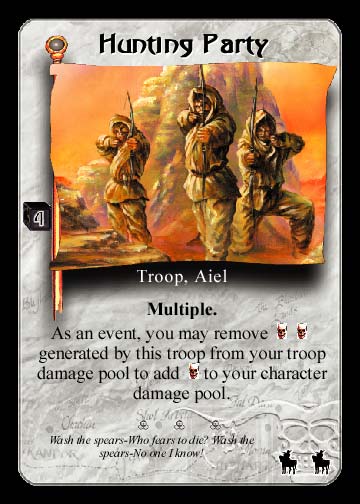 Hunting Party
4
Troop, Aiel
Multiple.
As an event, you may remove
generated by this troop from your troop
damage pool to add to your character
damage pool.
Wash the spears-Who fears to die? Wash the
spears-No one I know!